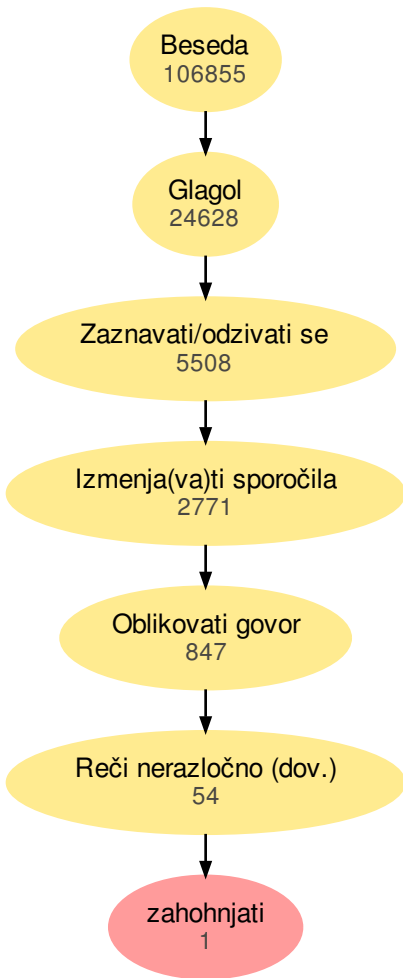 Beseda
106855
Glagol
24628
Zaznavati/odzivati se
5508
Izmenja(va)ti sporočila
2771
Oblikovati govor
847
Reči nerazločno (dov.)
54
zahohnjati
1